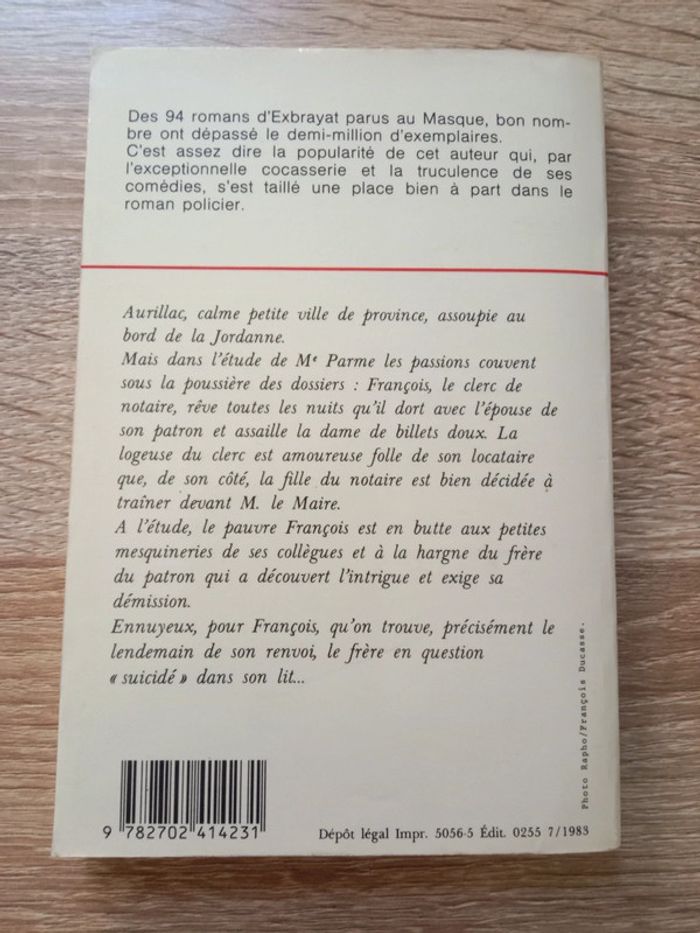 Des 94 romans d'Exbrayat parus au Masque, bon nom-
bre ont dépassé le demi-million d'exemplaires.
C'est assez dire la popularité de cet auteur qui, par
l'exceptionnelle cocasserie et la truculence de ses
comédies, s'est taillé une place bien à part dans le
roman policier.
Aurillac, calme petite ville de province, assoupie au
bord de la Jordanne.
Mais dans l'étude de Mᵉ Parme les passions couvent
sous la poussière des dossiers : François, le clerc de
notaire, rêve toutes les nuits qu'il dort avec l'épouse de
son patron et assaille la dame de billets doux. La
logeuse du clerc est amoureuse folle de son locataire
que, de son côté, la fille du notaire est bien décidée à
traîner devant M. le Maire.
A l'étude, le pauvre François est en butte aux petites
mesquineries de ses collègues et à la hargne du frère
du patron qui a découvert l'intrigue et exige sa
démission.
Ennuyeux, pour François, qu'on trouve, précisément le
lendemain de son renvoi, le frère en question
« suicidé » dans son lit...
Photo Rapho/François Ducasse.
9 782702 414231
Dépôt légal Impr. 5056-5 Édit. 0255 7/1983